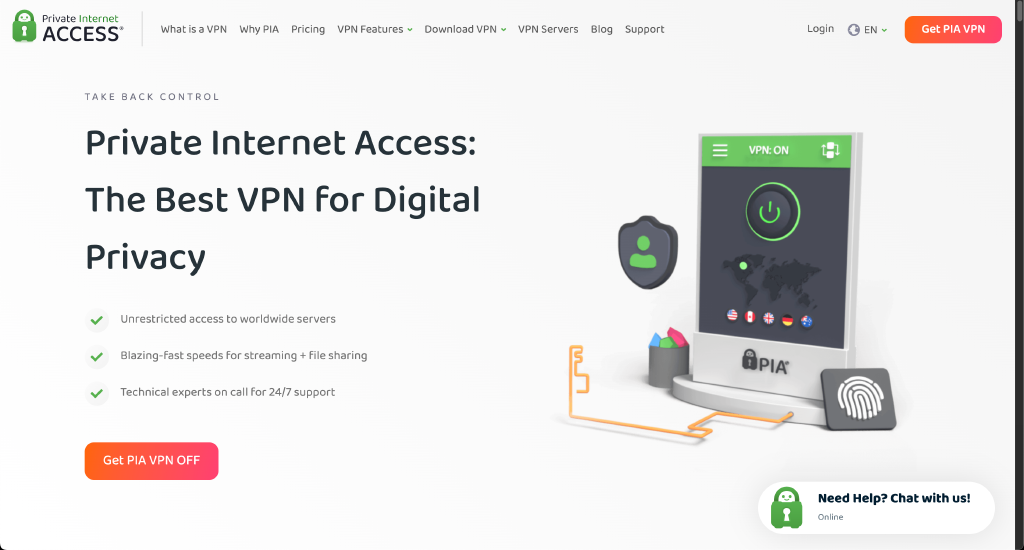 Private Internet
ACCESS®
What is a VPN
Why PIA
Pricing
VPN Features
Download VPN
VPN Servers
Blog
Support
Login
EN
Get PIA VPN
TAKE BACK CONTROL
Private Internet Access:
The Best VPN for Digital
Privacy
Unrestricted access to worldwide servers
Blazing-fast speeds for streaming + file sharing
Technical experts on call for 24/7 support
Get PIA VPN OFF
VPN: ON
PIA®
Need Help? Chat with us!
Online